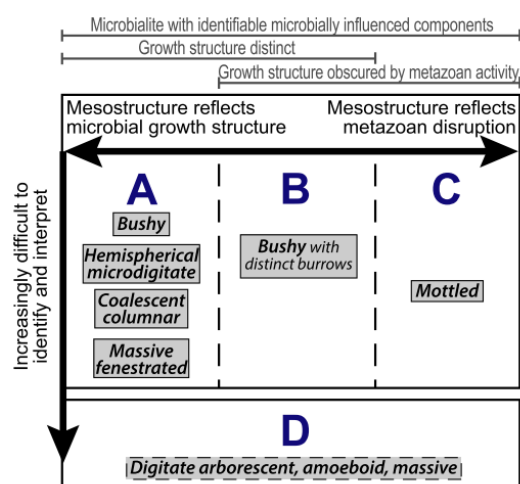 Microbialite with identifiable microbially influenced components
Growth structure distinct
Growth structure obscured by metazoan activity
Mesostructure reflects
microbial growth structure
Mesostructure reflects
metazoan disruption
Increasingly difficult to
identify and interpret
A
Bushy
Hemispherical
microdigitate
Coalescent
columnar
Massive
fenestrated
B
Bushy with
distinct burrows
C
Mottled
D
Digitate arborescent, amoeboid, massive